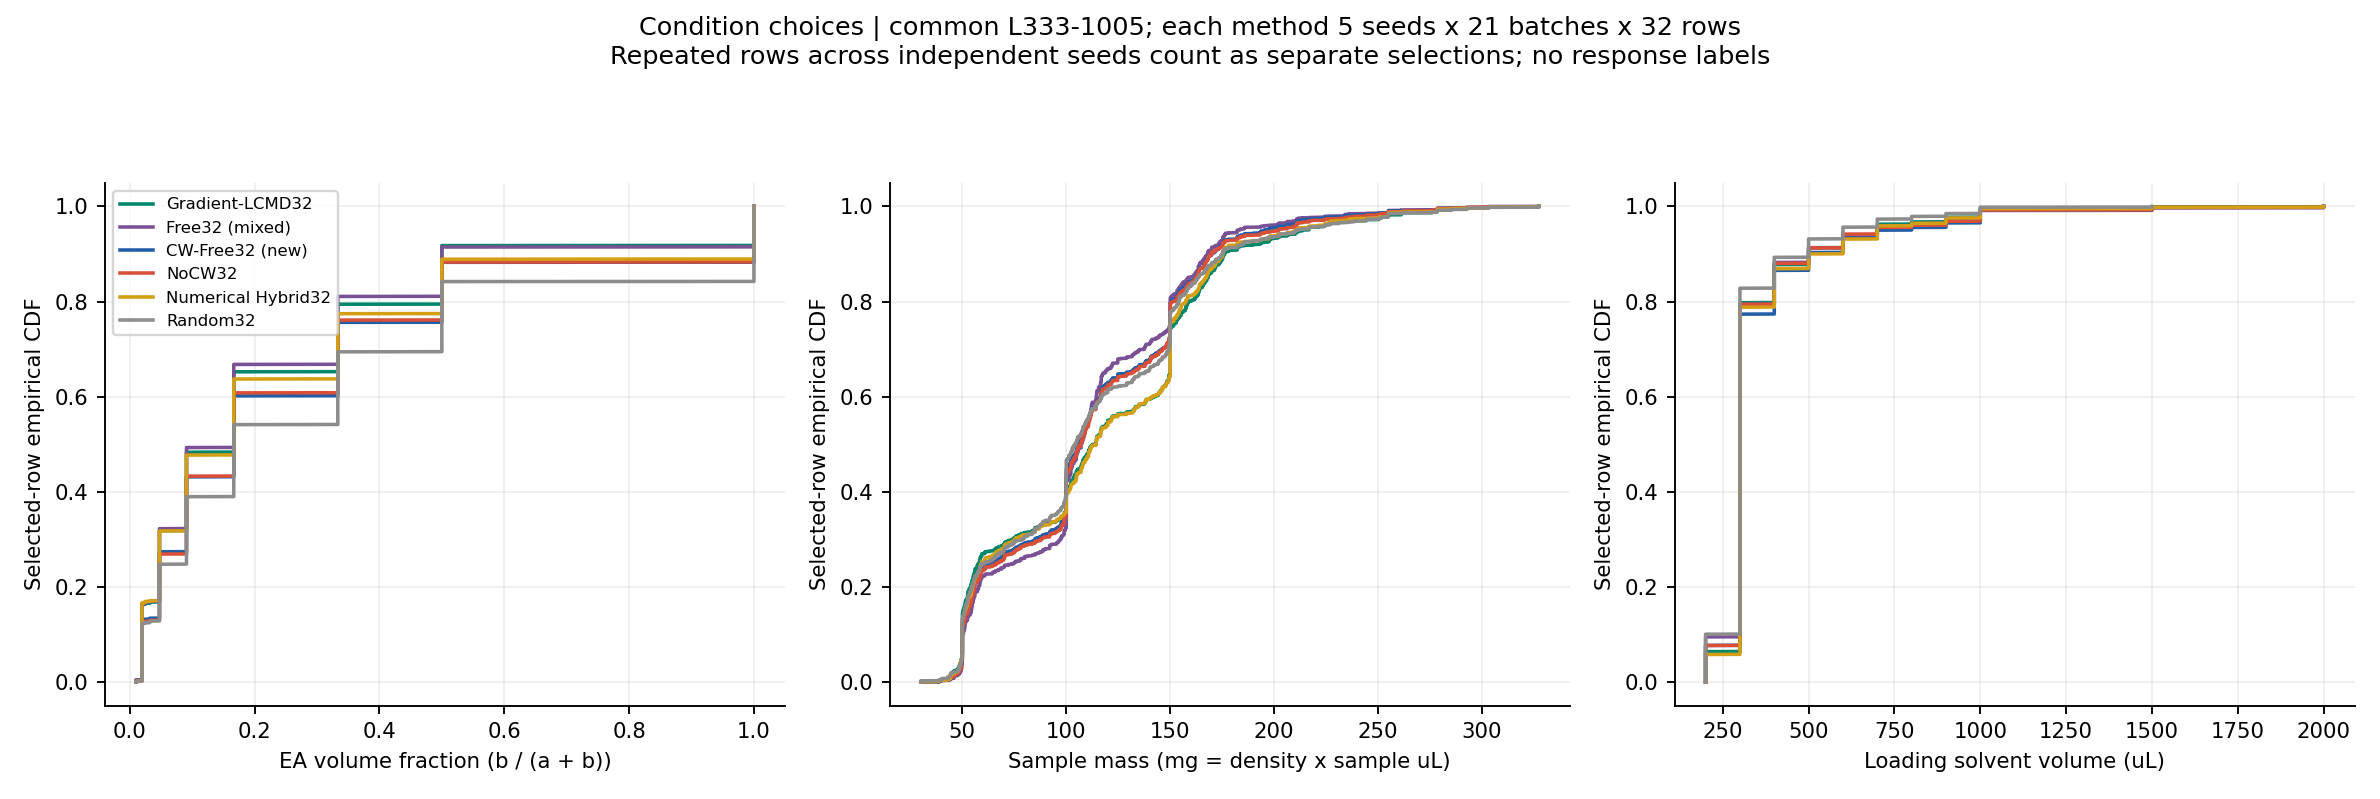 Condition choices | common L333-1005; each method 5 seeds x 21 batches x 32 rows
Repeated rows across independent seeds count as separate selections; no response labels
Selected-row empirical CDF
1.0
0.8
0.6
0.4
0.2
0.0
Gradient-LCMD32
Free32 (mixed)
CW-Free32 (new)
NoCW32
Numerical Hybrid32
Random32
0.0 0.2 0.4 0.6 0.8 1.0
EA volume fraction (b / (a + b))
Selected-row empirical CDF
1.0
0.8
0.6
0.4
0.2
0.0
50 100 150 200 250 300
Sample mass (mg = density x sample uL)
Selected-row empirical CDF
1.0
0.8
0.6
0.4
0.2
0.0
250 500 750 1000 1250 1500 1750 2000
Loading solvent volume (uL)